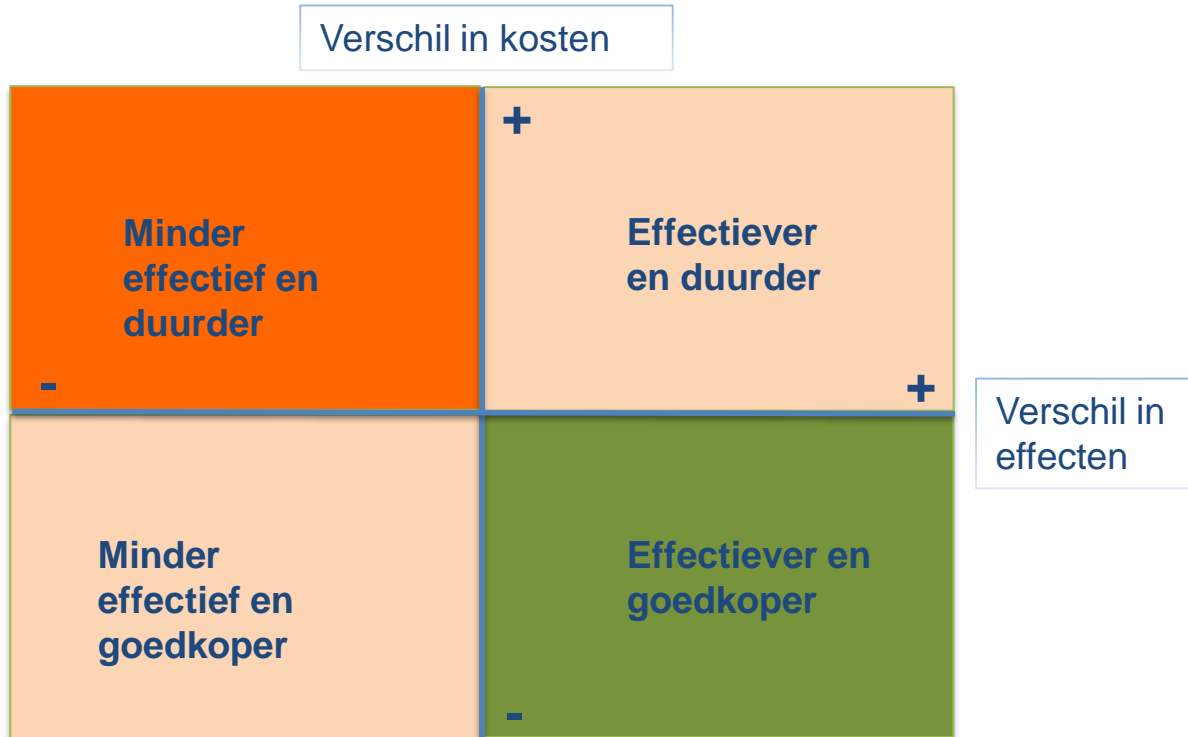 Verschil in kosten
+
Minder
effectief en
duurder
Effectiever
en duurder
-
+
Verschil in
effecten
Minder
effectief en
goedkoper
Effectiever en
goedkoper
-